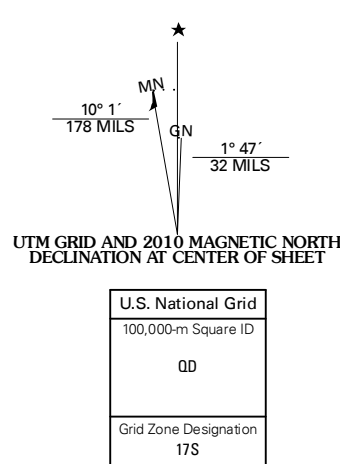 ★
MN
10° 1´
178 MILS
GN
1° 47´
32 MILS
UTM GRID AND 2010 MAGNETIC NORTH
DECLINATION AT CENTER OF SHEET
U.S. National Grid
100,000-m Square ID
QD
Grid Zone Designation
17S